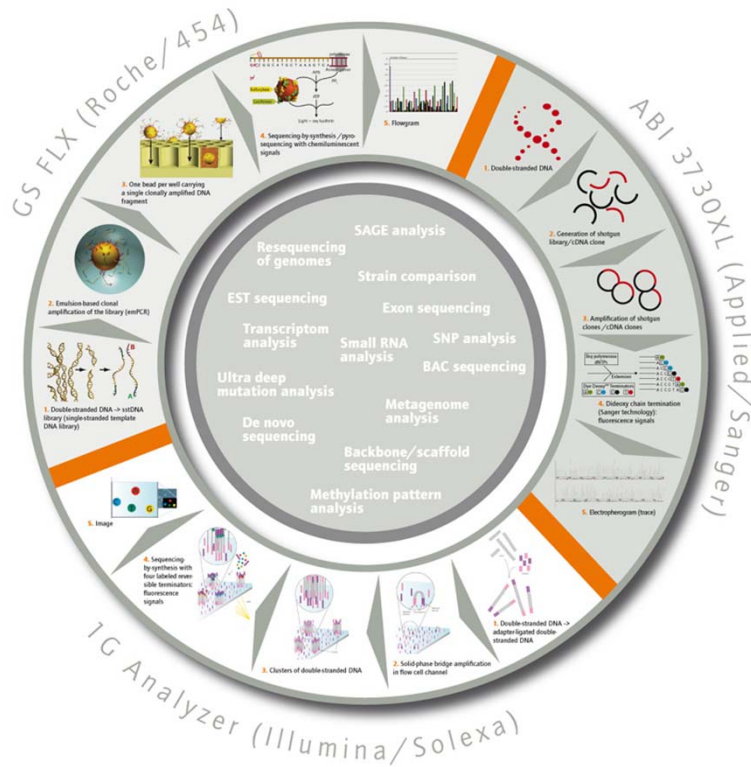 GS FLX (Roche/454)
1. Double-stranded DNA -> sstDNA
library (single-stranded template
DNA library)
2. Emulsion-based clonal
amplification of the library (emPCR)
3. One bead per well carrying
a single clonally amplified DNA
fragment
4. Sequencing-by-synthesis/pyro-
sequencing with chemiluminescent
signals
5. Flowgram
ABI 3730XL (Applied/Sanger)
1. Double-stranded DNA
2. Generation of shotgun
library/cDNA clone
3. Amplification of shotgun
clones/cDNA clones
4. Dideoxy chain termination
(Sanger technology):
fluorescence signals
5. Electropherogram (trace)
1G Analyzer (Illumina/Solexa)
1. Double-stranded DNA ->
adapter-ligated double-
stranded DNA
2. Solid-phase bridge amplification
in flow cell channel
3. Clusters of double-stranded DNA
4. Sequencing-
by-synthesis with
four labeled rever-
sible terminators:
fluorescence
signals
5. Image
SAGE analysis
Resequencing
of genomes
Strain comparison
EST sequencing
Exon sequencing
Transcriptom
analysis
Small RNA
analysis
SNP analysis
BAC sequencing
Ultra deep
mutation analysis
Metagenome
analysis
De novo
sequencing
Backbone/scaffold
sequencing
Methylation pattern
analysis